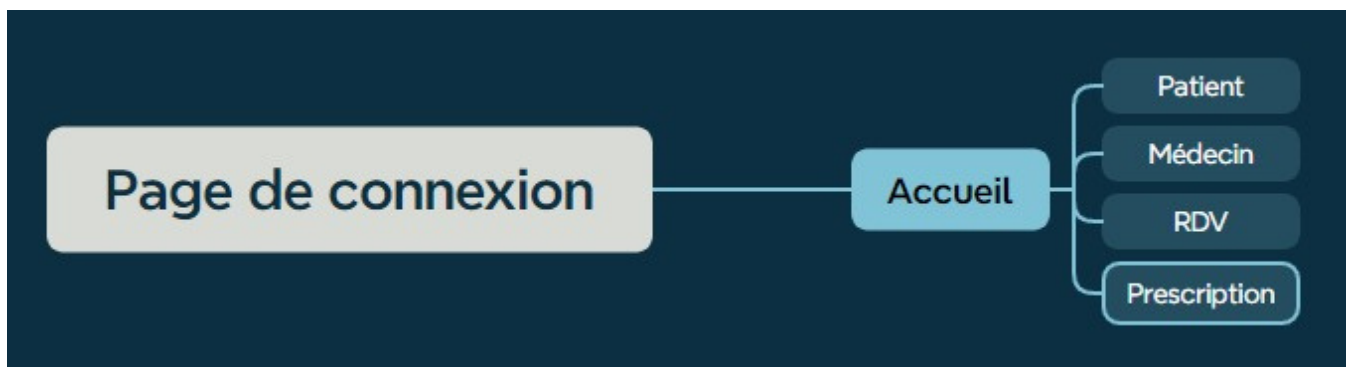 Page de connexion
Accueil
Patient
Médecin
RDV
Prescription